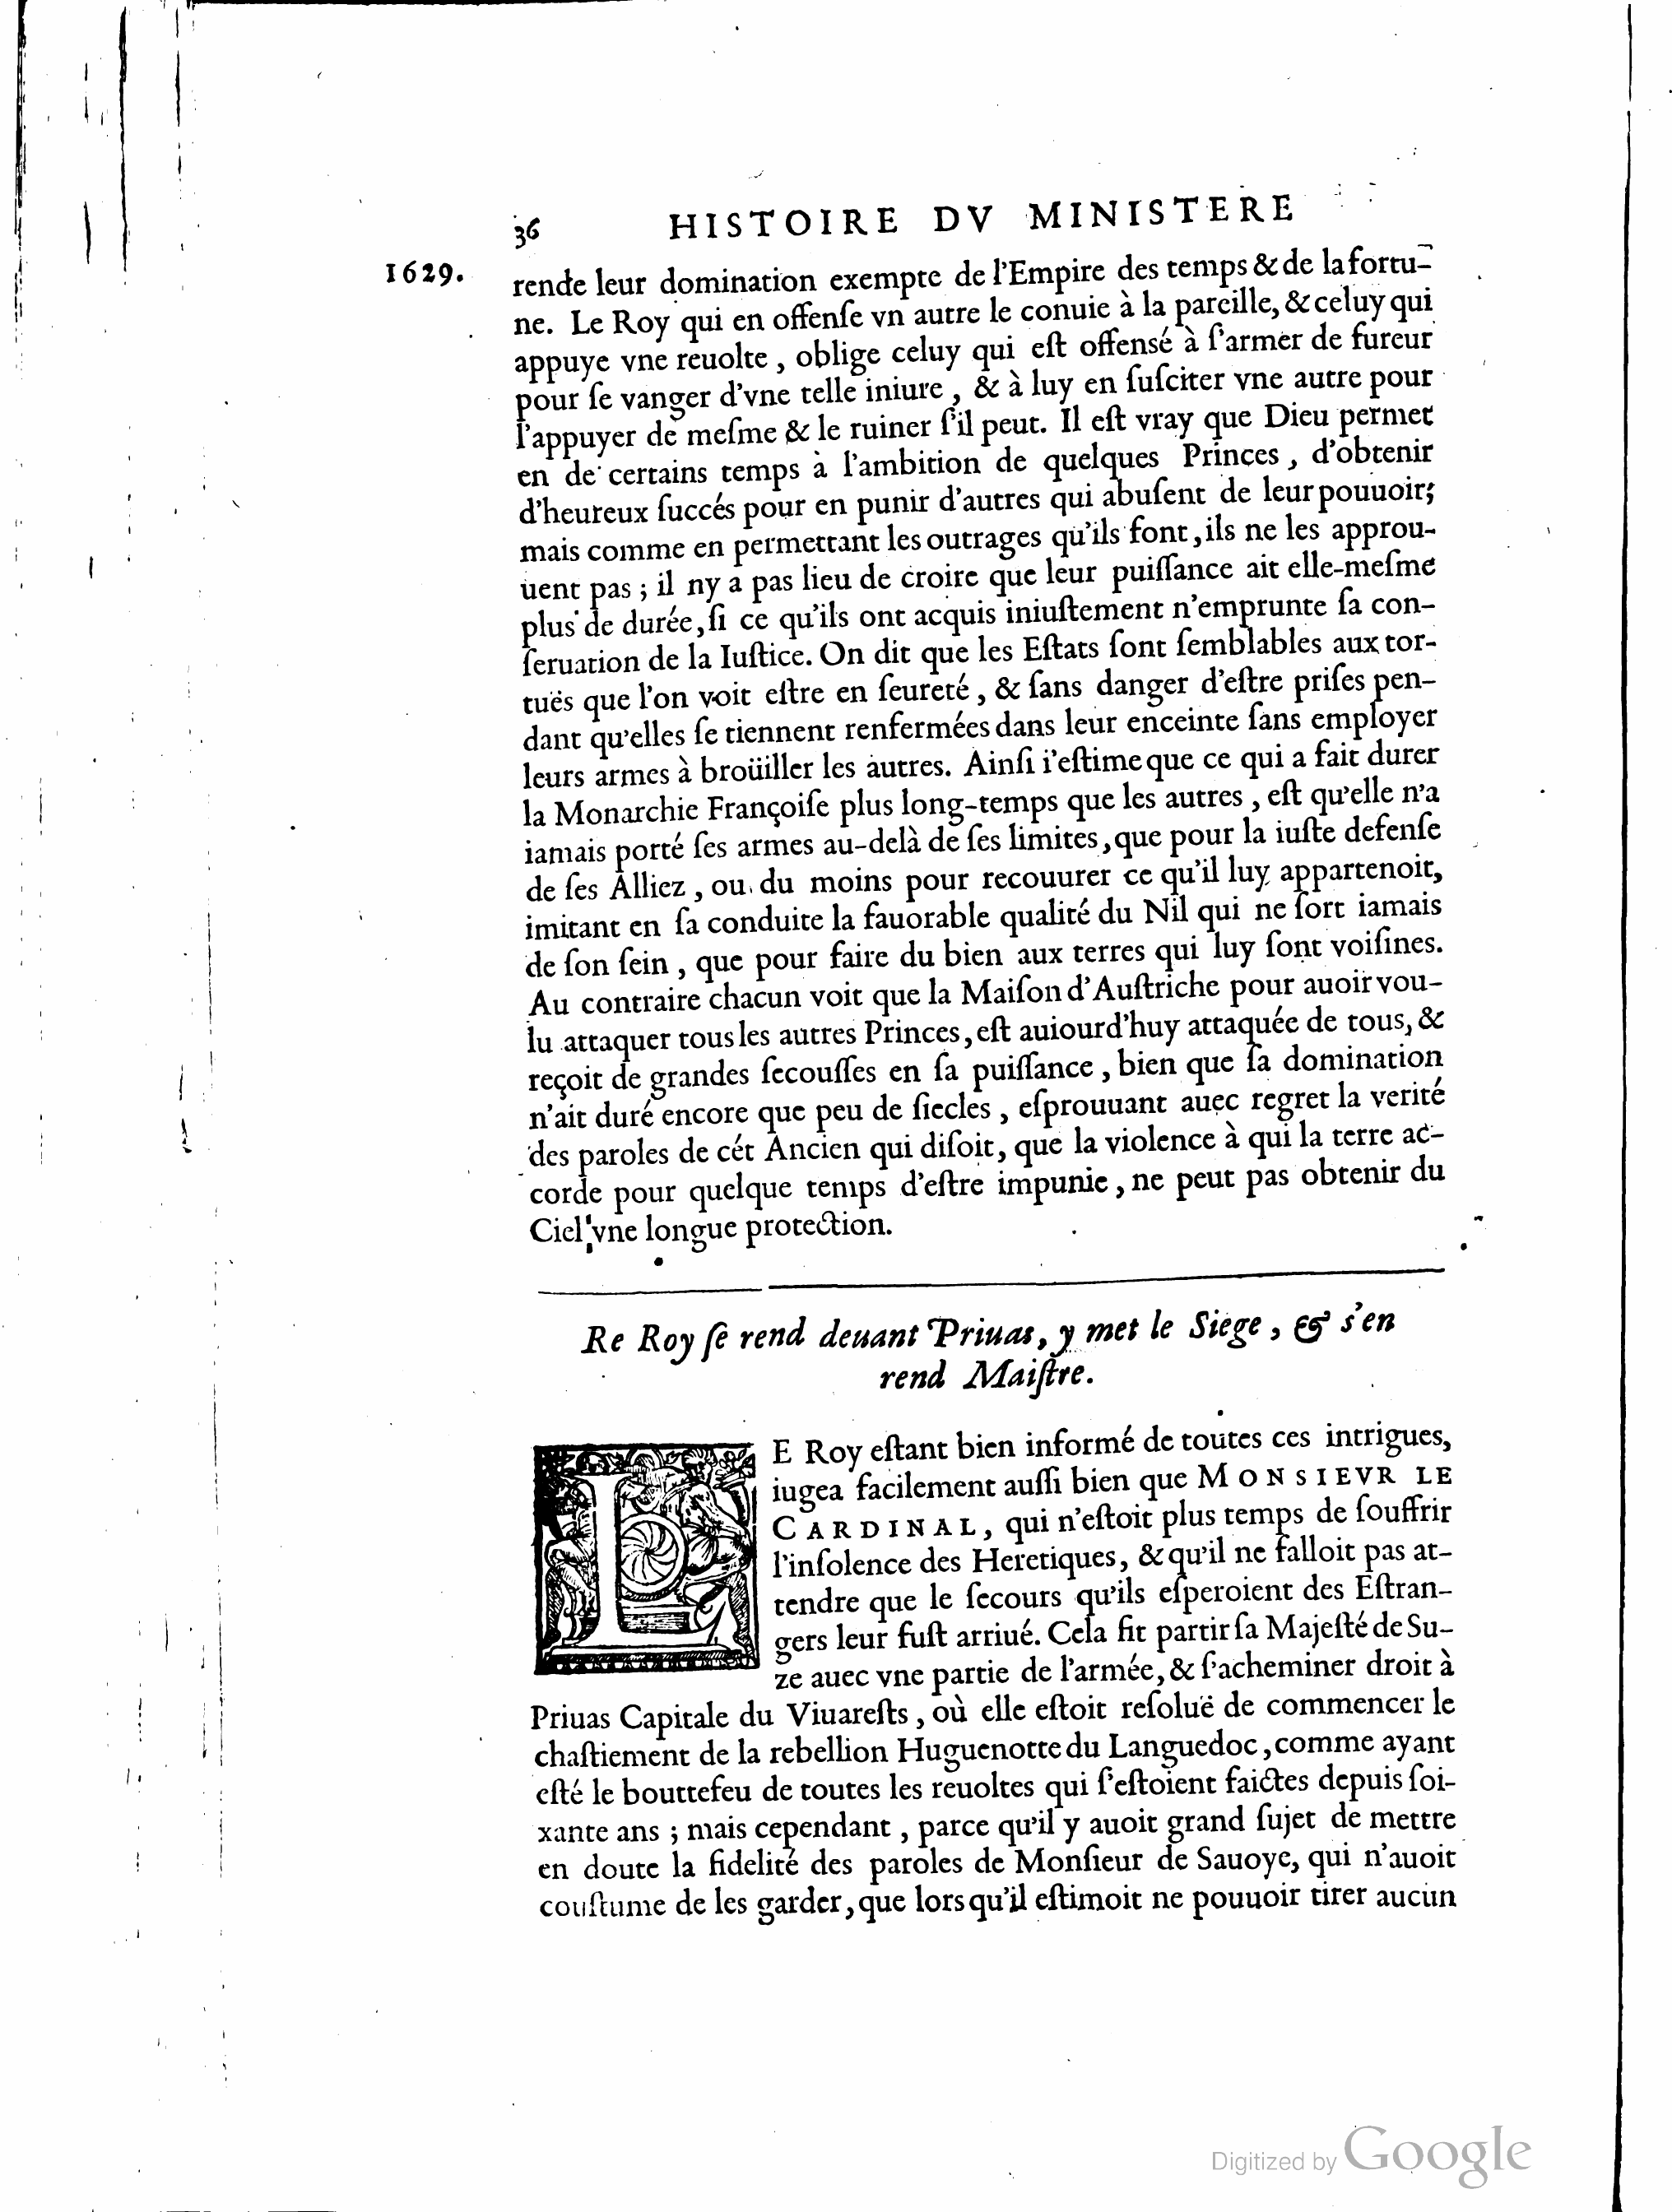 36 HISTOIRE DV MINISTERE
1629. rende leur domination exempte de l'Empire des temps & de la fortu-
ne. Le Roy qui en offenſe vn autre le conuie à la pareille, & celuy qui
appuye vne reuolte, oblige celuy qui eſt offensé à ſ'armer de fureur
pour ſe vanger d'vne telle iniure, & à luy en ſuſciter vne autre pour
l'appuyer de meſme & le ruiner ſ'il peut. Il eſt vray que Dieu permet
en de certains temps à l'ambition de quelques Princes, d'obtenir
d'heureux ſuccés pour en punir d'autres qui abuſent de leur pouuoir;
mais comme en permettant les outrages qu'ils font, ils ne les approu-
uent pas; il ny a pas lieu de croire que leur puiſſance ait elle-meſme
plus de durée, ſi ce qu'ils ont acquis iniuſtement n'emprunte ſa con-
ſeruation de la Iuſtice. On dit que les Eſtats ſont ſemblables aux tor-
tuës que l'on voit eſtre en ſeureté, & ſans danger d'eſtre priſes pen-
dant qu'elles ſe tiennent renfermées dans leur enceinte ſans employer
leurs armes à broüiller les autres. Ainſi i'eſtime que ce qui a fait durer
la Monarchie Françoiſe plus long-temps que les autres, eſt qu'elle n'a
iamais porté ſes armes au-delà de ſes limites, que pour la iuſte defenſe
de ſes Alliez, ou du moins pour recouurer ce qu'il luy appartenoit,
imitant en ſa conduite la fauorable qualité du Nil qui ne ſort iamais
de ſon ſein, que pour faire du bien aux terres qui luy ſont voiſines.
Au contraire chacun voit que la Maiſon d'Auſtriche pour auoir vou-
lu attaquer tous les autres Princes, eſt auiourd'huy attaquée de tous, &
reçoit de grandes ſecouſſes en ſa puiſſance, bien que ſa domination
n'ait duré encore que peu de ſiecles, eſprouuant auec regret la verité
des paroles de cét Ancien qui diſoit, que la violence à qui la terre ac-
corde pour quelque temps d'eſtre impunie, ne peut pas obtenir du
Ciel vne longue protection.
Re Roy ſe rend deuant Priuas, y met le Siege, & s'en
rend Maiſtre.
LE Roy eſtant bien informé de toutes ces intrigues,
iugea facilement auſſi bien que MONSIEVR LE
CARDINAL, qui n'eſtoit plus temps de ſouffrir
l'inſolence des Heretiques, & qu'il ne falloit pas at-
tendre que le ſecours qu'ils eſperoient des Eſtran-
gers leur fuſt arriué. Cela fit partir ſa Majeſté de Su-
ze auec vne partie de l'armée, & ſ'acheminer droit à
Priuas Capitale du Viuareſts, où elle eſtoit reſoluë de commencer le
chaſtiement de la rebellion Huguenotte du Languedoc, comme ayant
eſté le bouttefeu de toutes les reuoltes qui ſ'eſtoient faictes depuis ſoi-
xante ans; mais cependant, parce qu'il y auoit grand ſujet de mettre
en doute la fidelité des paroles de Monſieur de Sauoye, qui n'auoit
couſtume de les garder, que lors qu'il eſtimoit ne pouuoir tirer aucun
Digitized by Google